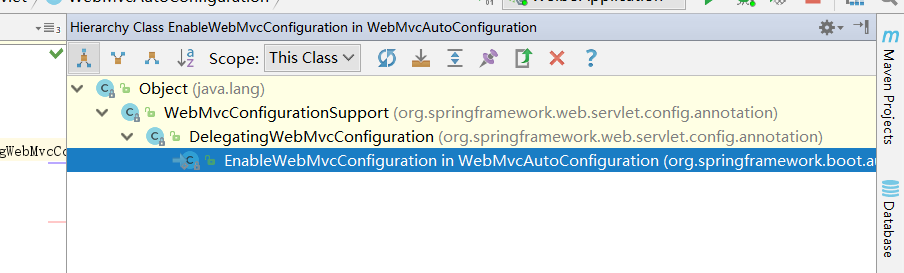 WebMvcAutoConfiguration
Hierarchy Class EnableWebMvcConfiguration in WebMvcAutoConfiguration
Scope: This Class
Object (java.lang)
WebMvcConfigurationSupport (org.springframework.web.servlet.config.annotation)
DelegatingWebMvcConfiguration (org.springframework.web.servlet.config.annotation)
EnableWebMvcConfiguration in WebMvcAutoConfiguration (org.springframework.boot.au
Maven Projects
Database